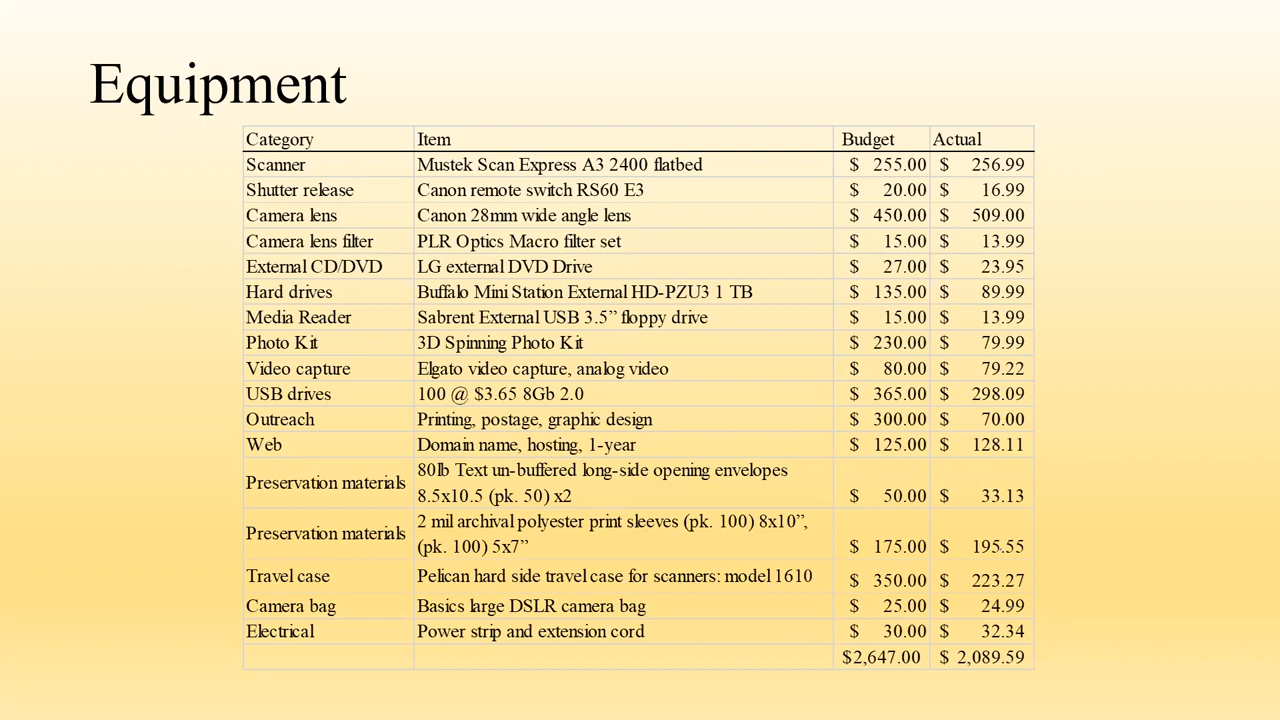 Equipment
Category Item Budget Actual
Scanner Mustek Scan Express A3 2400 flatbed $ 255.00 $ 256.99
Shutter release Canon remote switch RS60 E3 $ 20.00 $ 16.99
Camera lens Canon 28mm wide angle lens $ 450.00 $ 509.00
Camera lens filter PLR Optics Macro filter set $ 15.00 $ 13.99
External CD/DVD LG external DVD Drive $ 27.00 $ 23.95
Hard drives Buffalo Mini Station External HD-PZU3 1 TB $ 135.00 $ 89.99
Media Reader Sabrent External USB 3.5” floppy drive $ 15.00 $ 13.99
Photo Kit 3D Spinning Photo Kit $ 230.00 $ 79.99
Video capture Elgato video capture, analog video $ 80.00 $ 79.22
USB drives 100 @ $3.65 8Gb 2.0 $ 365.00 $ 298.09
Outreach Printing, postage, graphic design $ 300.00 $ 70.00
Web Domain name, hosting, 1-year $ 125.00 $ 128.11
Preservation materials 80lb Text un-buffered long-side opening envelopes
8.5x10.5 (pk. 50) x2 $ 50.00 $ 33.13
Preservation materials 2 mil archival polyester print sleeves (pk. 100) 8x10”,
(pk. 100) 5x7” $ 175.00 $ 195.55
Travel case Pelican hard side travel case for scanners: model 1610 $ 350.00 $ 223.27
Camera bag Basics large DSLR camera bag $ 25.00 $ 24.99
Electrical Power strip and extension cord $ 30.00 $ 32.34
$2,647.00 $ 2,089.59